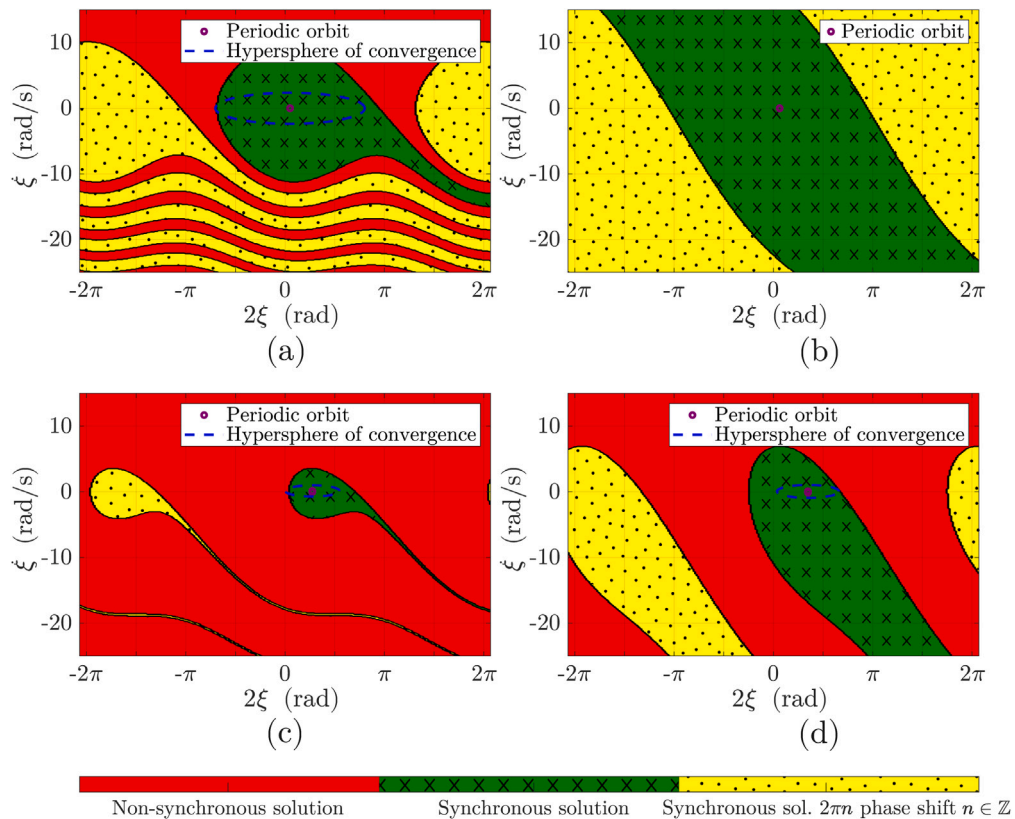 Periodic orbit
Hypersphere of convergence
10
0
-10
-20
ξ̇ (rad/s)
-2π -π 0 π 2π
2ξ (rad)
(a)
Periodic orbit
10
0
-10
-20
ξ̇ (rad/s)
-2π -π 0 π 2π
2ξ (rad)
(b)
Periodic orbit
Hypersphere of convergence
10
0
-10
-20
ξ̇ (rad/s)
-2π -π 0 π 2π
2ξ (rad)
(c)
Periodic orbit
Hypersphere of convergence
10
0
-10
-20
ξ̇ (rad/s)
-2π -π 0 π 2π
2ξ (rad)
(d)
Non-synchronous solution
Synchronous solution
Synchronous sol. 2πn phase shift n ∈ ℤ